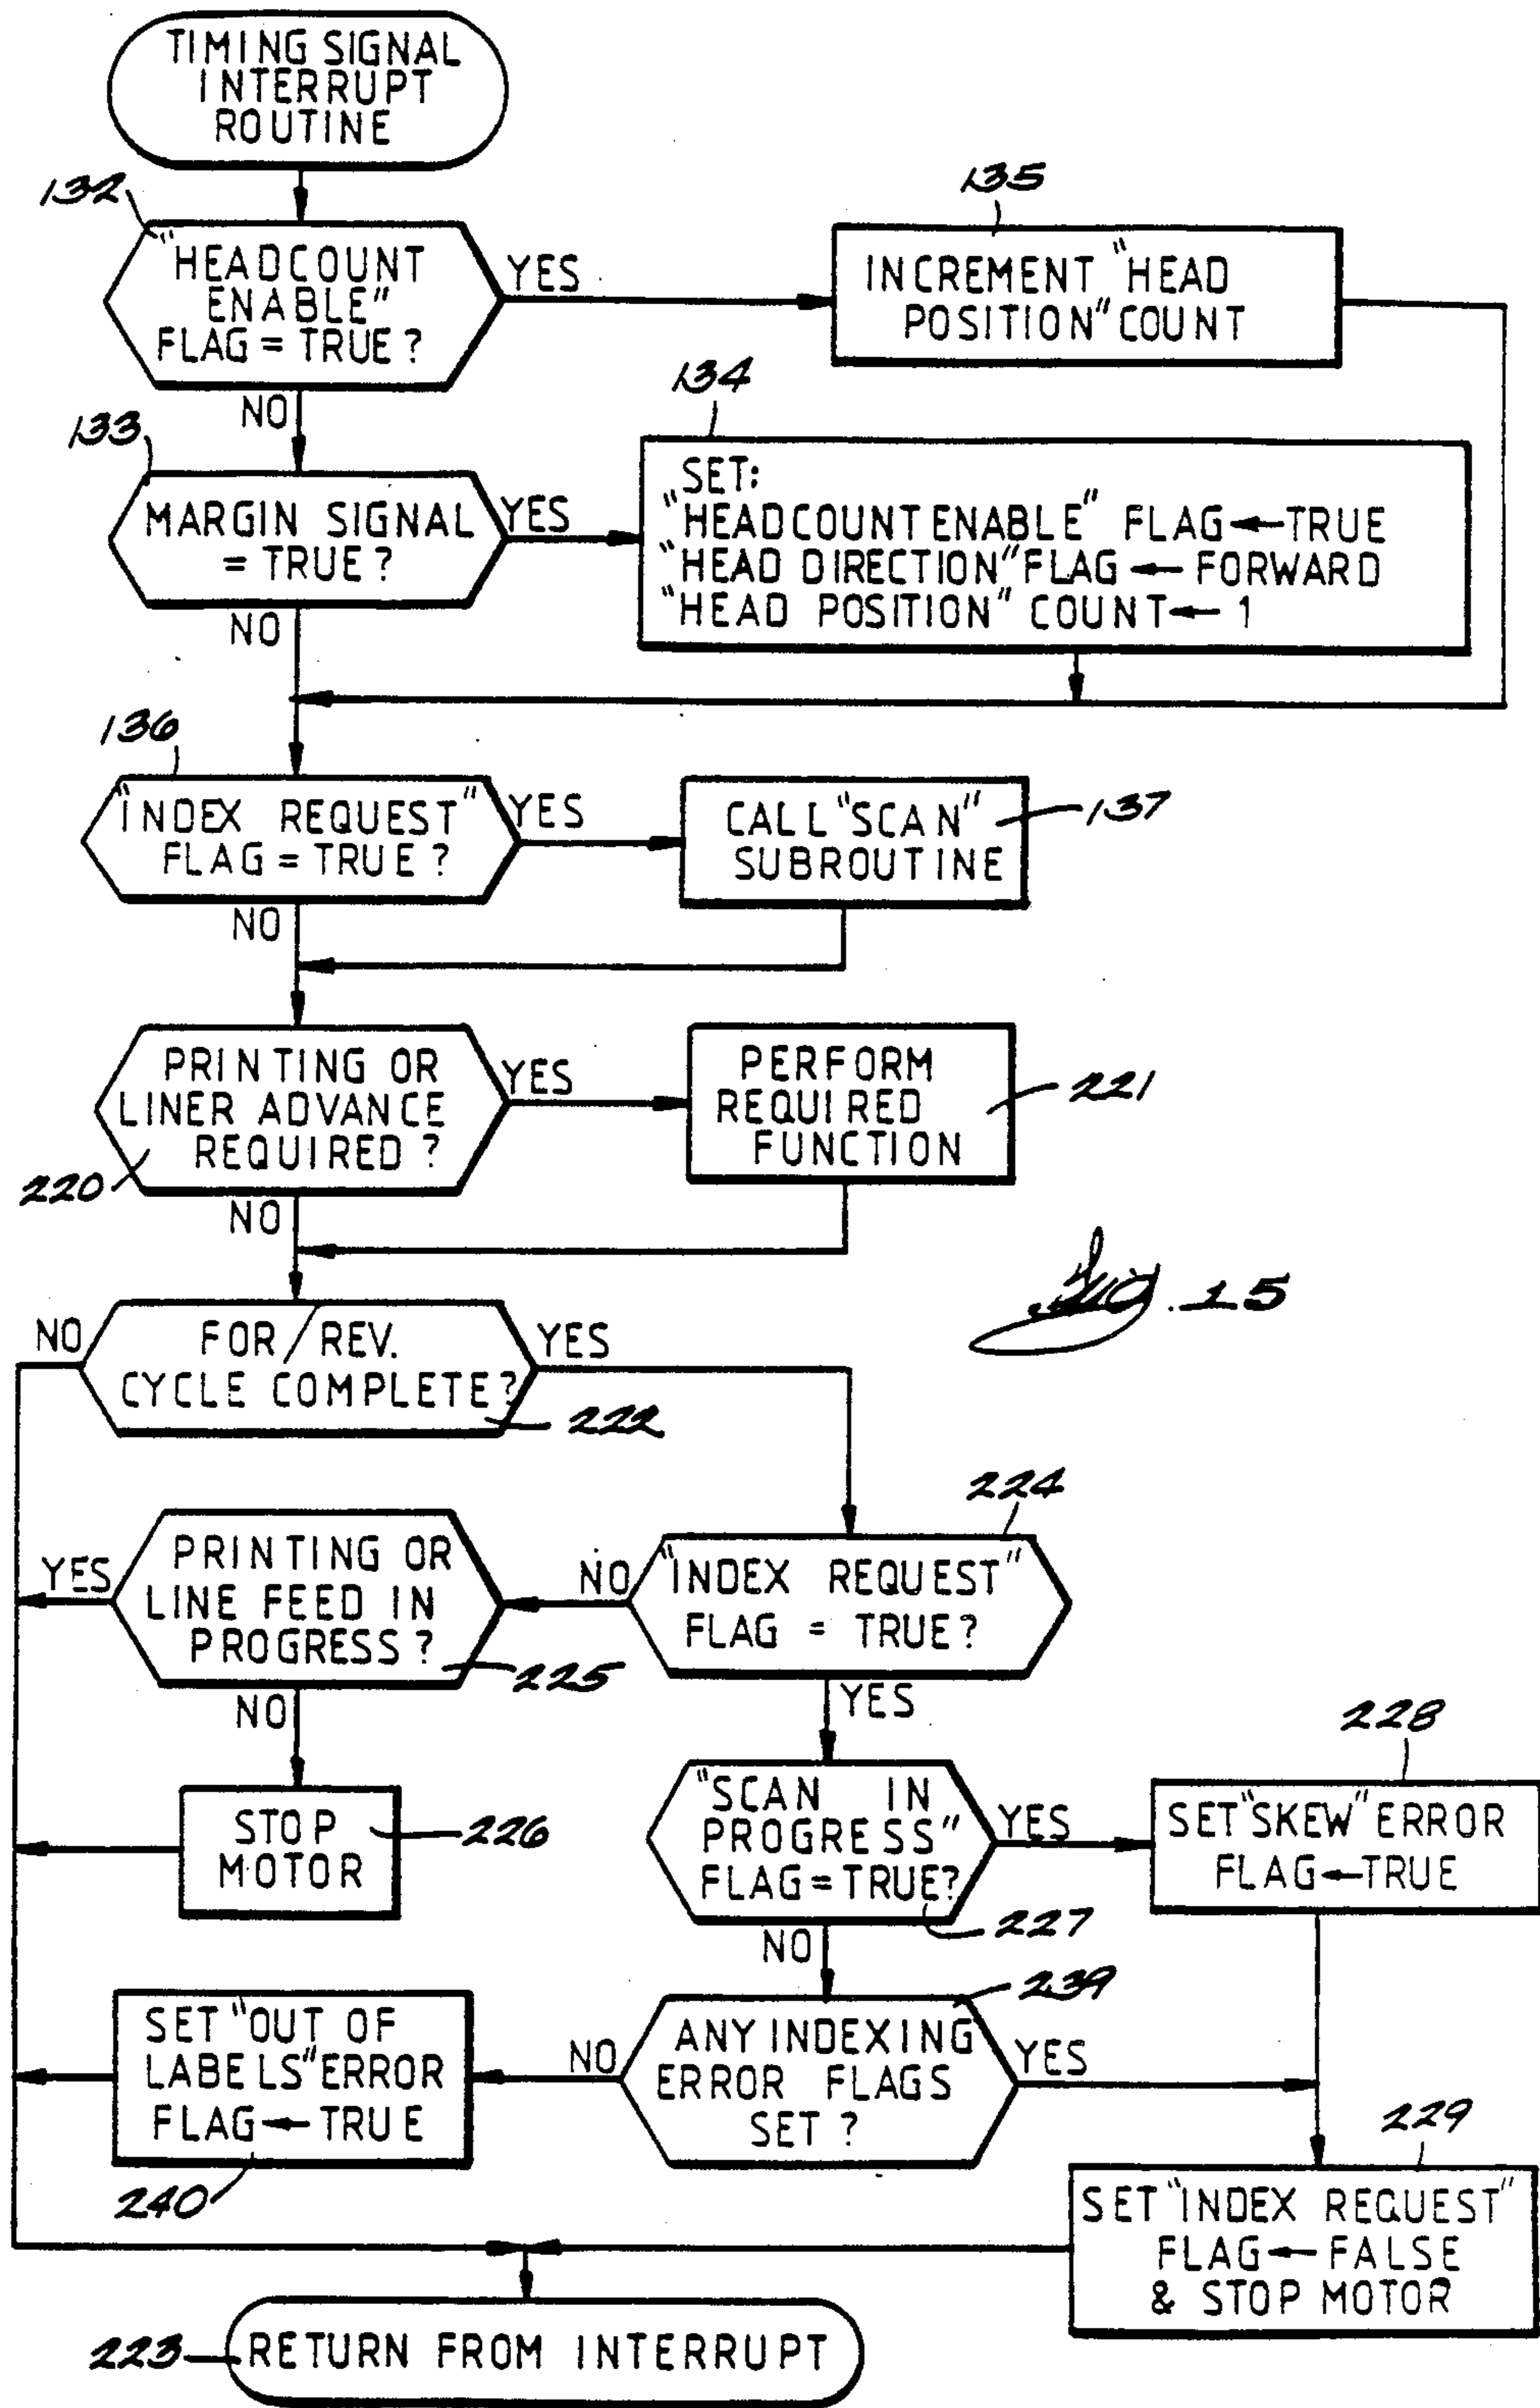 TIMING SIGNAL
INTERRUPT
ROUTINE
132
"HEADCOUNT
ENABLE"
FLAG = TRUE ?
YES
NO
135
INCREMENT "HEAD
POSITION" COUNT
133
MARGIN SIGNAL
= TRUE ?
YES
NO
134
"SET:
"HEADCOUNT ENABLE" FLAG ← TRUE
"HEAD DIRECTION" FLAG ← FORWARD
"HEAD POSITION" COUNT ← 1
136
"INDEX REQUEST"
FLAG = TRUE ?
YES
NO
CALL "SCAN"
SUBROUTINE
137
PRINTING OR
LINER ADVANCE
REQUIRED ?
220
YES
NO
PERFORM
REQUIRED
FUNCTION
221
Fig. 15
NO
FOR/REV.
CYCLE COMPLETE?
YES
222
224
"INDEX REQUEST"
FLAG = TRUE ?
NO
YES
PRINTING OR
LINE FEED IN
PROGRESS ?
225
YES
NO
STOP
MOTOR
226
"SCAN IN
PROGRESS"
FLAG = TRUE?
227
YES
NO
228
SET "SKEW" ERROR
FLAG ← TRUE
239
ANY INDEXING
ERROR FLAGS
SET ?
NO
YES
SET "OUT OF
LABELS" ERROR
FLAG ← TRUE
240
229
SET "INDEX REQUEST"
FLAG ← FALSE
& STOP MOTOR
223
RETURN FROM INTERRUPT